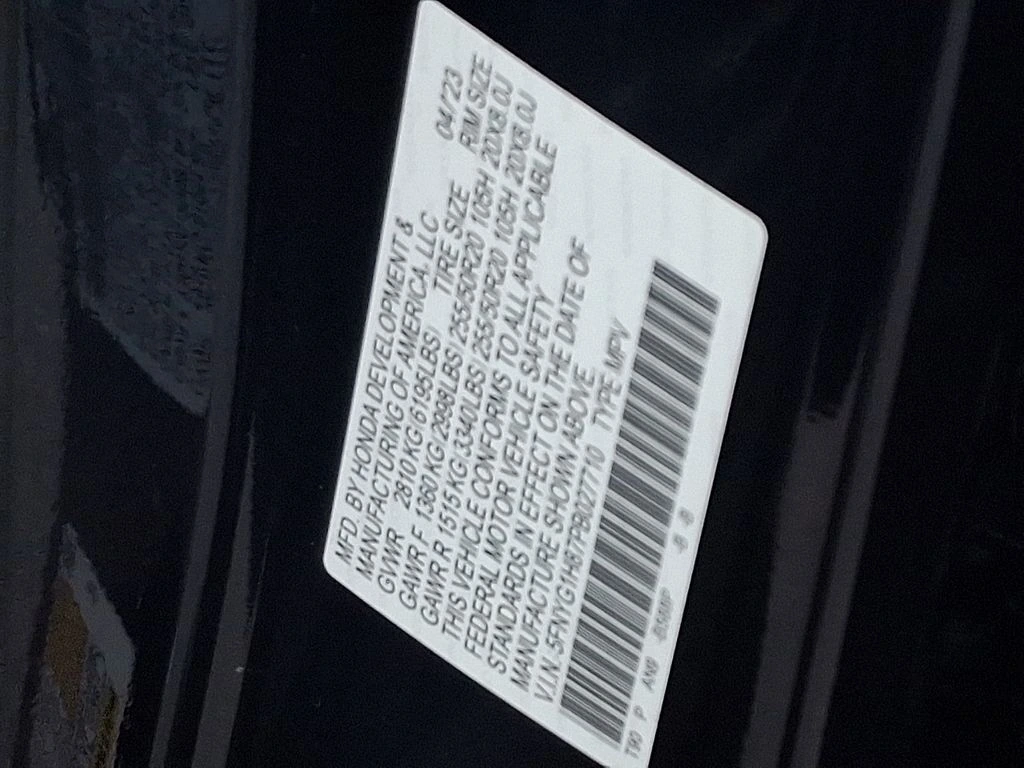 MFD. BY HONDA DEVELOPMENT &
MANUFACTURING OF AMERICA, LLC 04/23
GVWR 2810 KG (6195LBS) TIRE SIZE RIM SIZE
GAWR F 1360 KG (2998LBS) 255/50R20 105H 20X8.0J
GAWR R 1515 KG (3340LBS) 255/50R20 105H 20X8.0J
THIS VEHICLE CONFORMS TO ALL APPLICABLE
FEDERAL MOTOR VEHICLE SAFETY
STANDARDS IN EFFECT ON THE DATE OF
MANUFACTURE SHOWN ABOVE.
V.I.N. 5FNYG1H87PB027710 TYPE MPV
T90 P